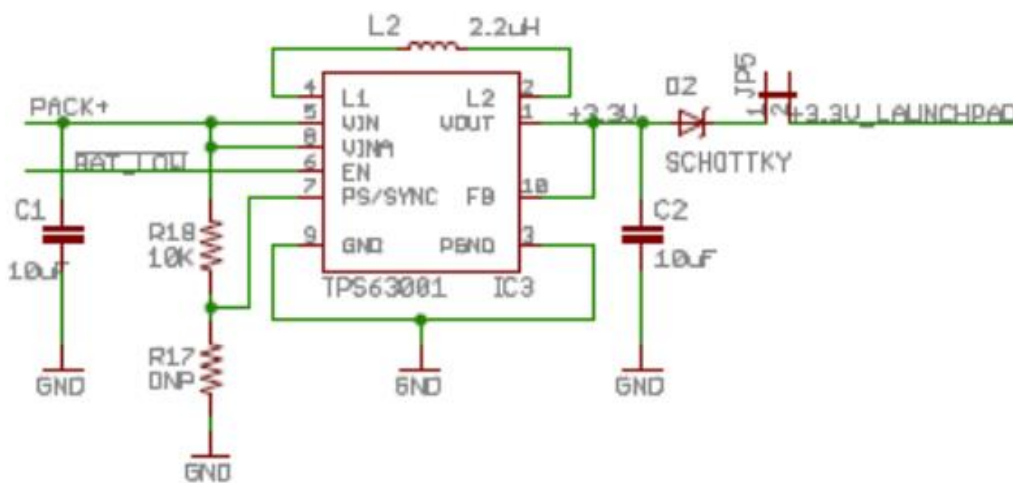 L2 2.2uH
JP5
4 L1 L2 2
D2
PACK+ 5 VIN VOUT 1 +3.3V 1 2 +3.3V_LAUNCHPAD
8 VINA
BAT_LOW 6 EN SCHOTTKY
7 PS/SYNC FB 10
C1 C2
R18 9 GND PGND 3
10K 10uF
10uF
TPS63001 IC3
R17
DNP
GND GND GND
GND